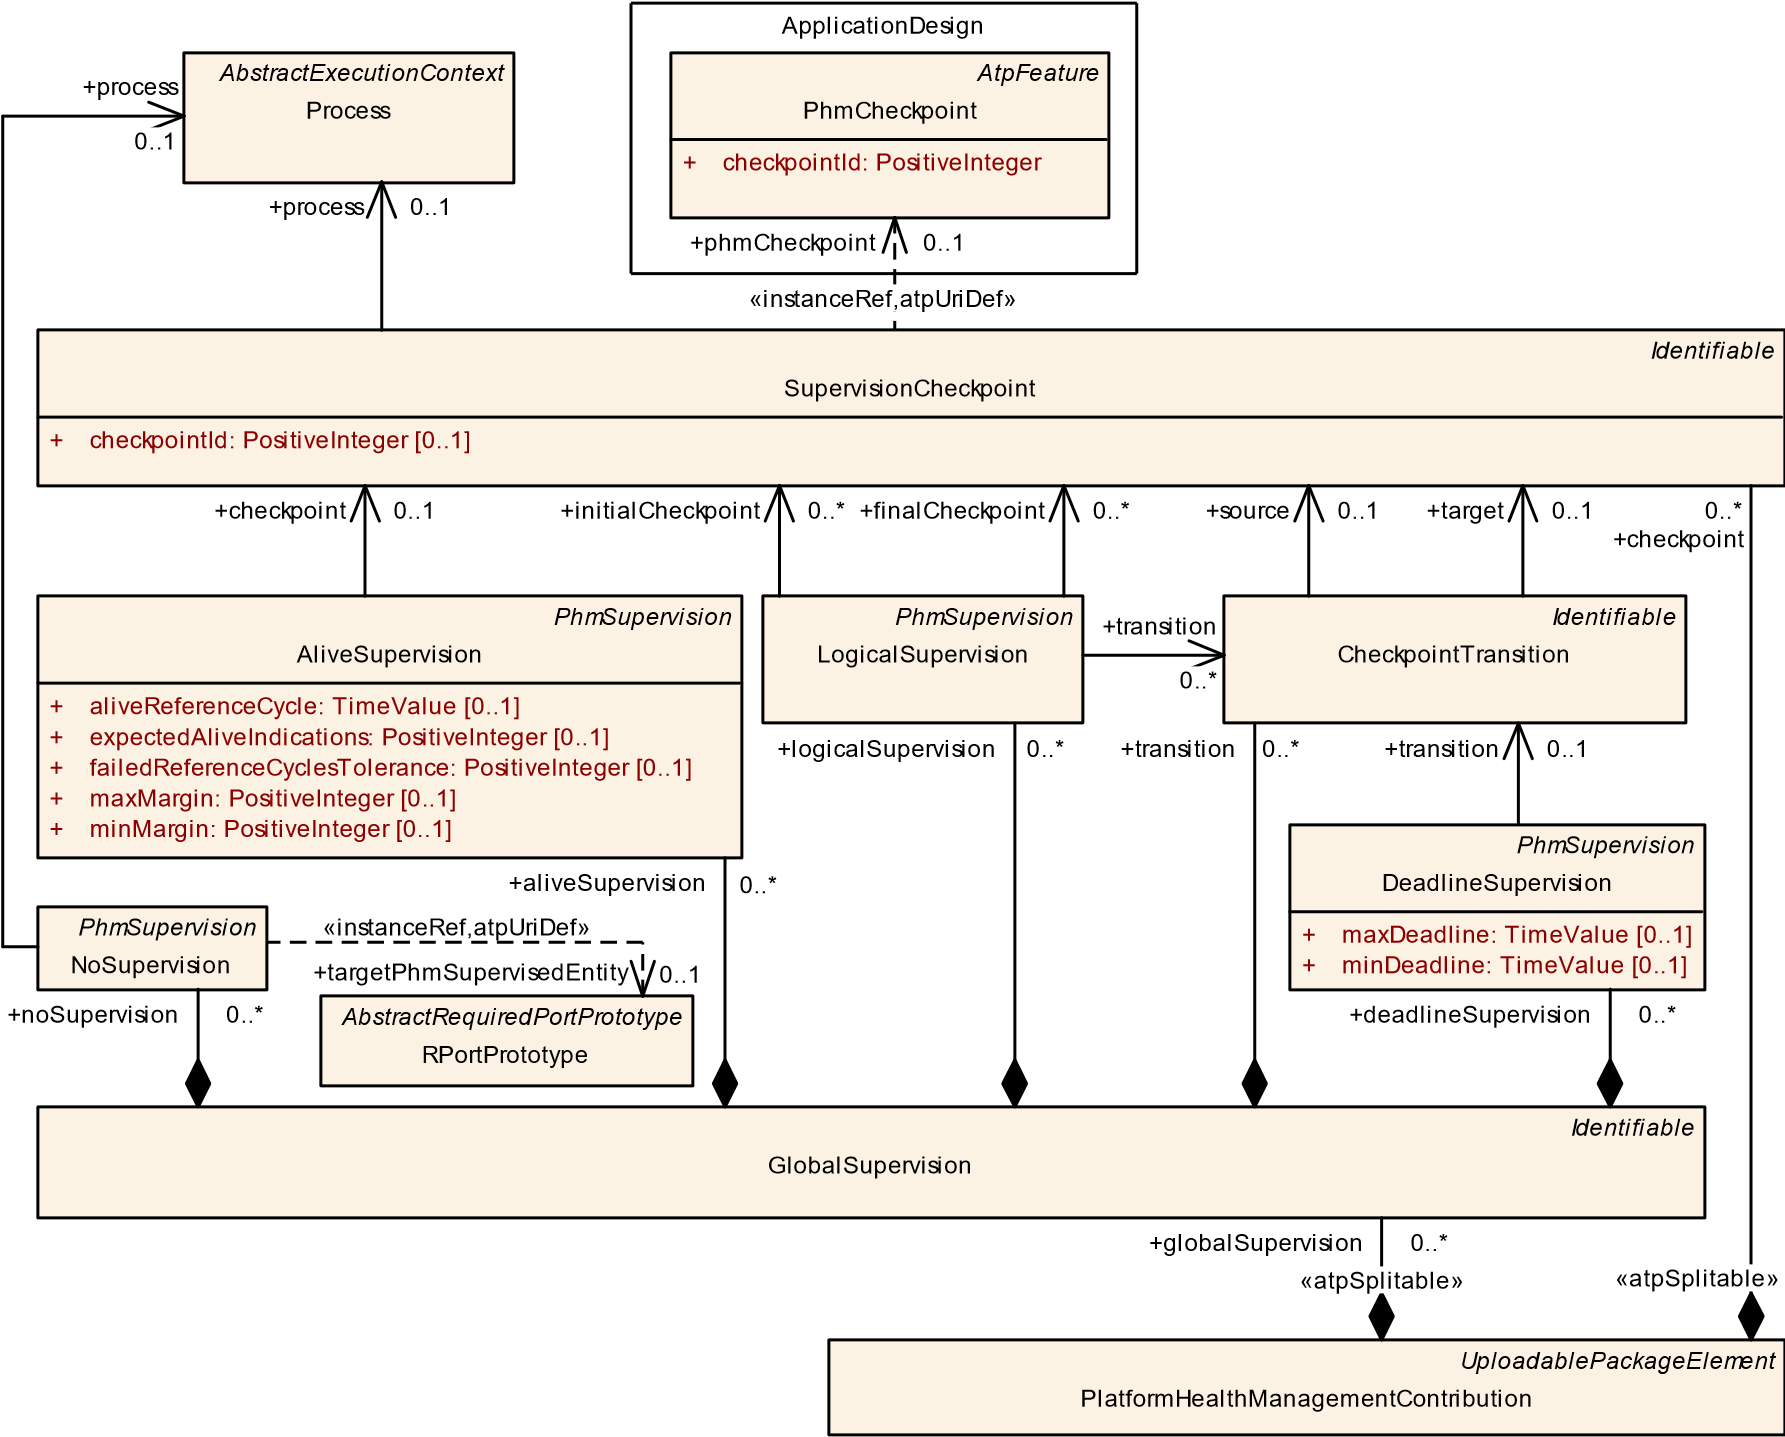 ApplicationDesign
AbstractExecutionContext
Process
+process
0..1
AtpFeature
PhmCheckpoint
+ checkpointId: PositiveInteger
+process 0..1
+phmCheckpoint 0..1
«instanceRef,atpUriDef»
Identifiable
SupervisionCheckpoint
+ checkpointId: PositiveInteger [0..1]
+checkpoint 0..1
+initialCheckpoint 0..*
+finalCheckpoint 0..*
+source 0..1
+target 0..1
0..*
+checkpoint
PhmSupervision
AliveSupervision
+ aliveReferenceCycle: TimeValue [0..1]
+ expectedAliveIndications: PositiveInteger [0..1]
+ failedReferenceCyclesTolerance: PositiveInteger [0..1]
+ maxMargin: PositiveInteger [0..1]
+ minMargin: PositiveInteger [0..1]
PhmSupervision
LogicalSupervision
+transition
0..*
Identifiable
CheckpointTransition
+logicalSupervision 0..*
+transition 0..*
+transition 0..1
PhmSupervision
DeadlineSupervision
+ maxDeadline: TimeValue [0..1]
+ minDeadline: TimeValue [0..1]
+aliveSupervision 0..*
PhmSupervision
NoSupervision
«instanceRef,atpUriDef»
+targetPhmSupervisedEntity 0..1
AbstractRequiredPortPrototype
RPortPrototype
+noSupervision 0..*
+deadlineSupervision 0..*
Identifiable
GlobalSupervision
+globalSupervision 0..*
«atpSplitable»
«atpSplitable»
UploadablePackageElement
PlatformHealthManagementContribution